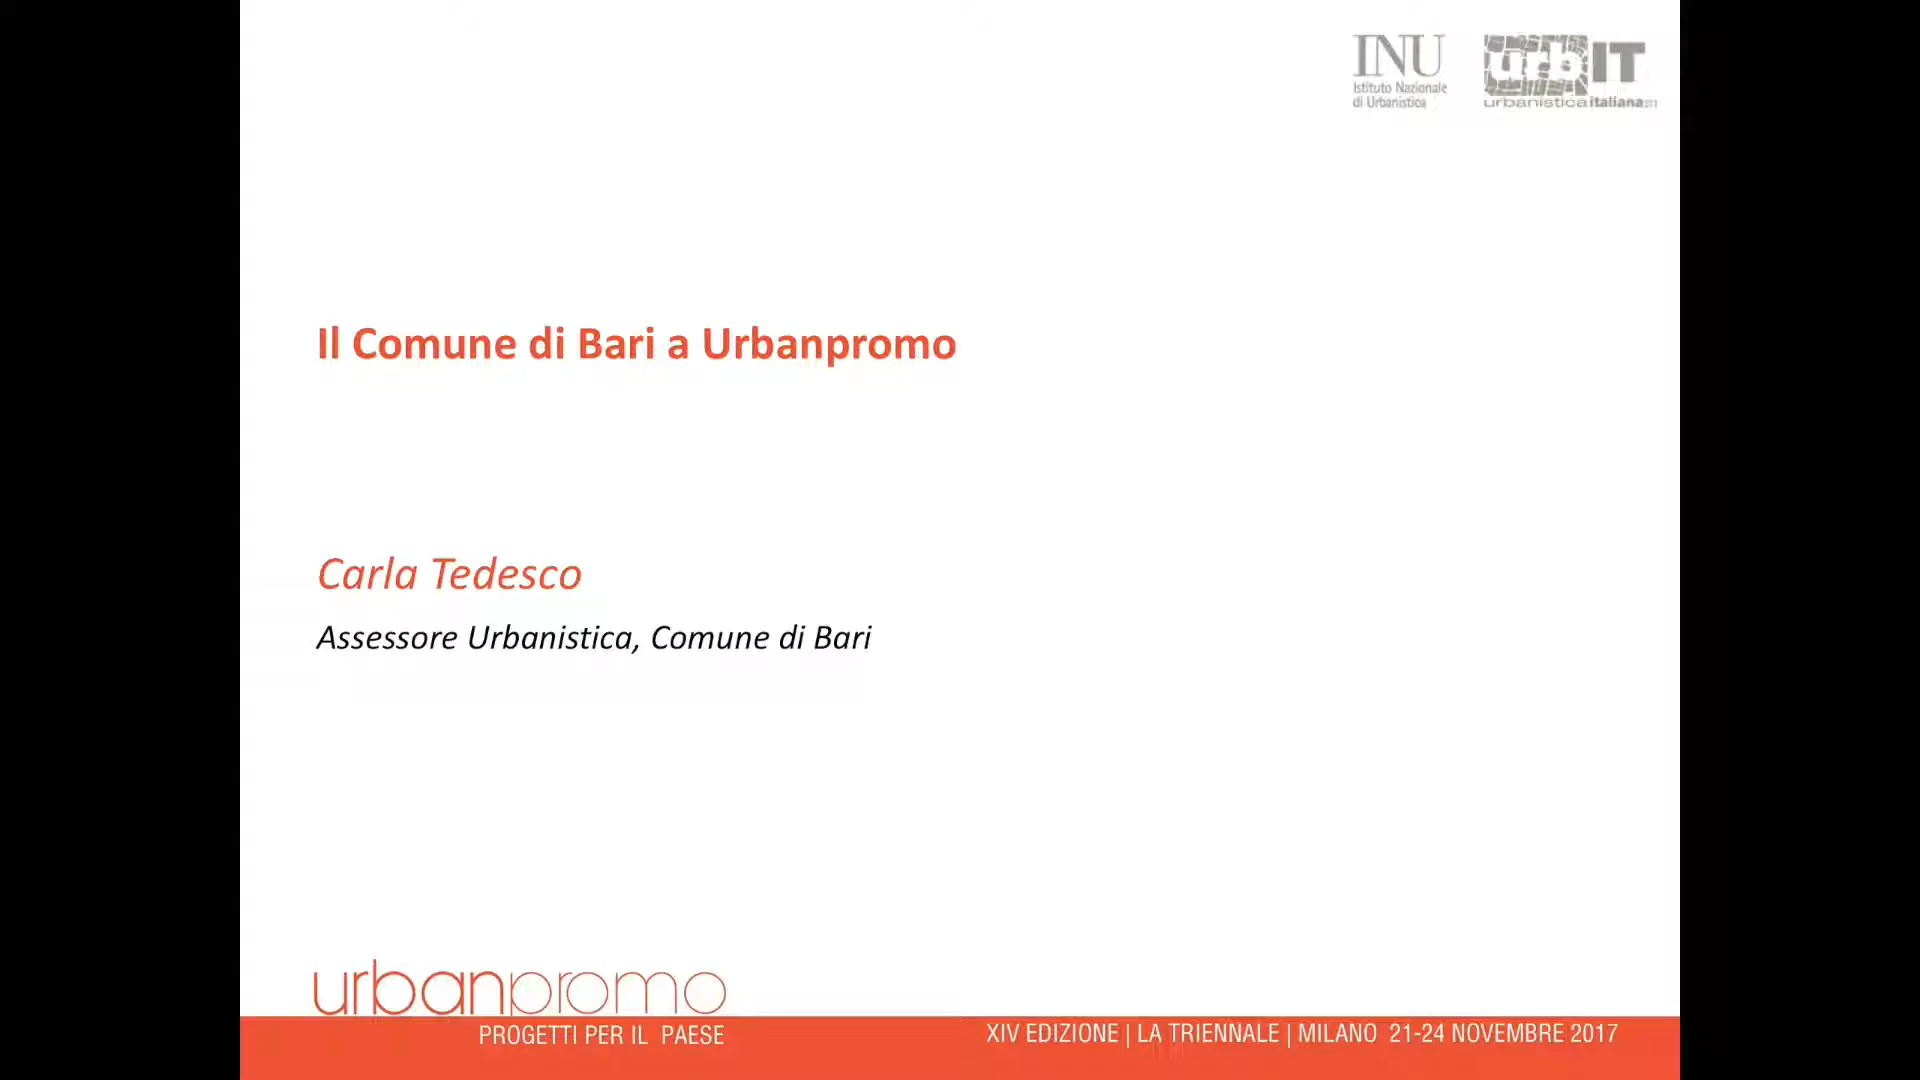 INU
Istituto Nazionale
di Urbanistica
urbIT
urbanisticaitaliana
Il Comune di Bari a Urbanpromo
Carla Tedesco
Assessore Urbanistica, Comune di Bari
urbanpromo
PROGETTI PER IL PAESE
XIV EDIZIONE | LA TRIENNALE | MILANO 21-24 NOVEMBRE 2017